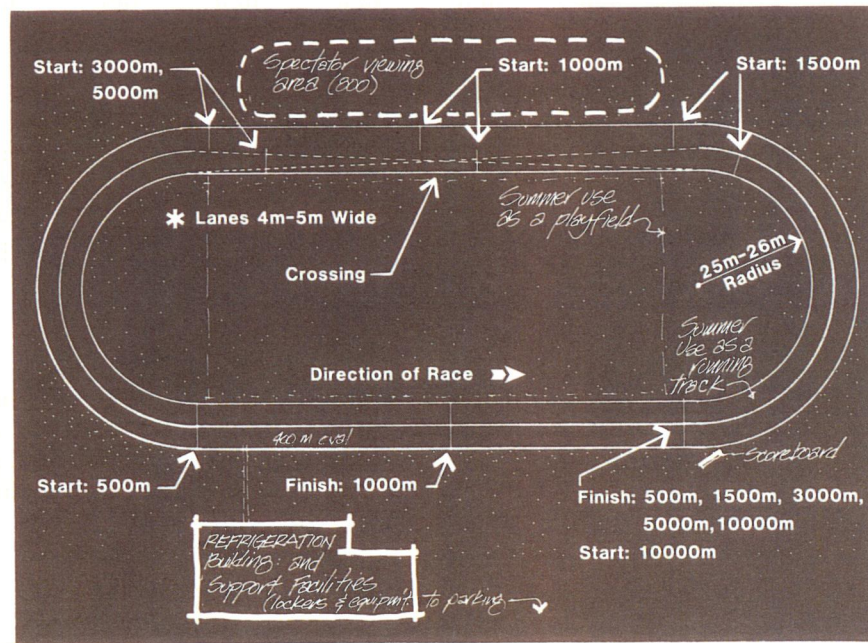 Start: 3000m,
5000m
Spectator viewing
area (800)
Start: 1000m
Start: 1500m
* Lanes 4m-5m Wide
Summer use
as a playfield
Crossing
25m-26m
Radius
Summer
Use as a
running
track
Direction of Race
400 m oval
Scoreboard
Start: 500m
Finish: 1000m
Finish: 500m, 1500m, 3000m,
5000m, 10000m
Start: 10000m
REFRIGERATION
Building and
Support Facilities
(lockers & equipm't.
to parking